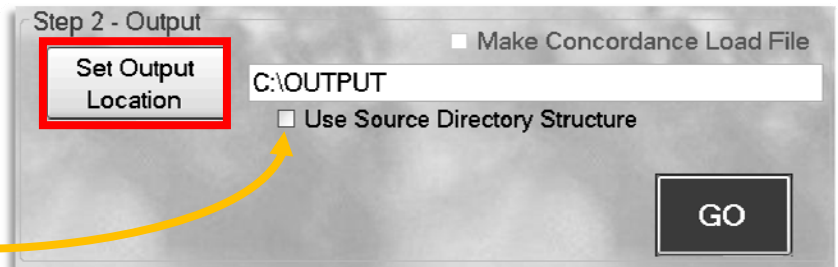 Step 2 - Output
Make Concordance Load File
Set Output
Location
C:\OUTPUT
Use Source Directory Structure
GO